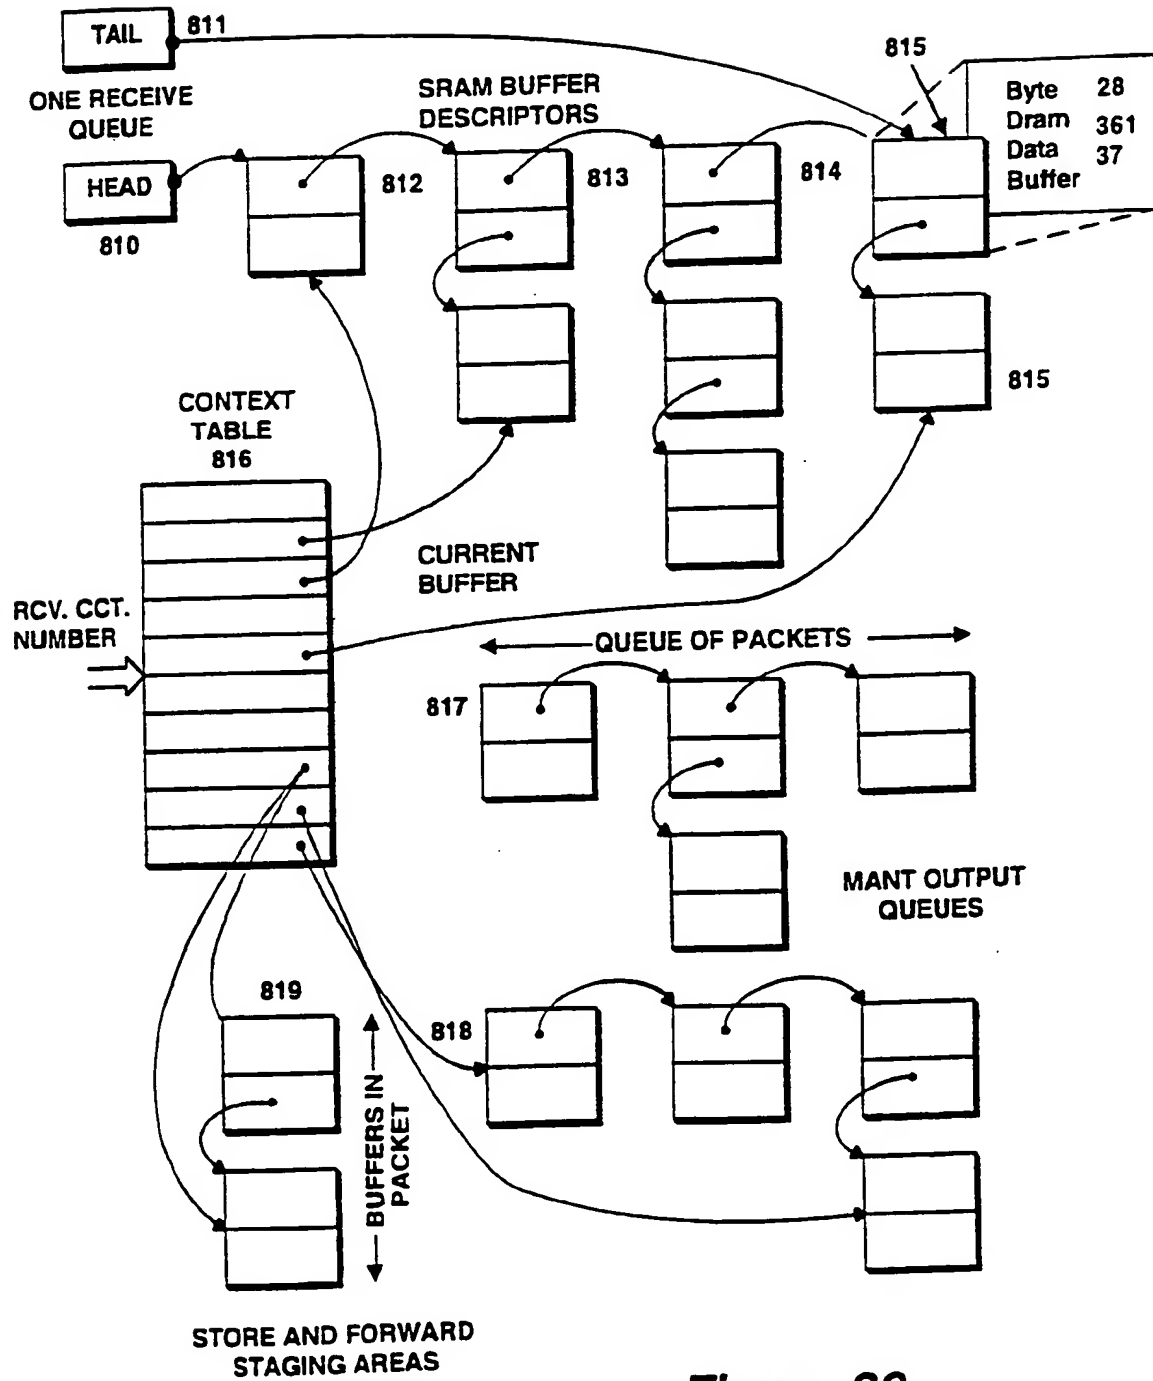 TAIL
811
ONE RECEIVE
QUEUE
HEAD
810
SRAM BUFFER
DESCRIPTORS
812
813
814
815
Byte 28
Dram 361
Data 37
Buffer
815
CONTEXT
TABLE
816
CURRENT
BUFFER
RCV. CCT.
NUMBER
QUEUE OF PACKETS
817
MANT OUTPUT
QUEUES
819
818
BUFFERS IN
PACKET
STORE AND FORWARD
STAGING AREAS